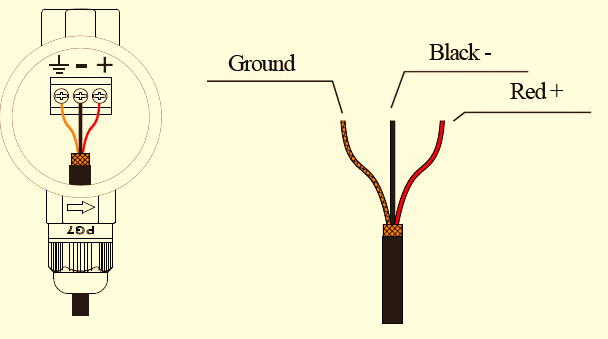 Ground
Black -
Red +
- +
PG7